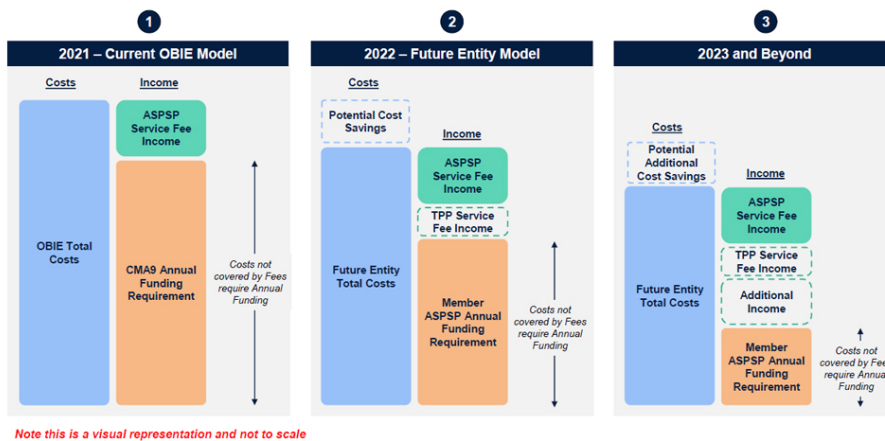 1
2021 – Current OBIE Model
Costs
Income
ASPSP
Service Fee
Income
OBIE Total
Costs
CMA9 Annual
Funding
Requirement
Costs not
covered by Fees
require Annual
Funding
2
2022 – Future Entity Model
Costs
Potential Cost
Savings
Income
ASPSP
Service Fee
Income
TPP Service
Fee Income
Future Entity
Total Costs
Member
ASPSP Annual
Funding
Requirement
Costs not
covered by Fees
require Annual
Funding
3
2023 and Beyond
Costs
Potential
Additional
Cost Savings
Income
ASPSP
Service Fee
Income
TPP Service
Fee Income
Additional
Income
Future Entity
Total Costs
Member
ASPSP Annual
Funding
Requirement
Costs not
covered by Fee
require Annua
Funding
Note this is a visual representation and not to scale